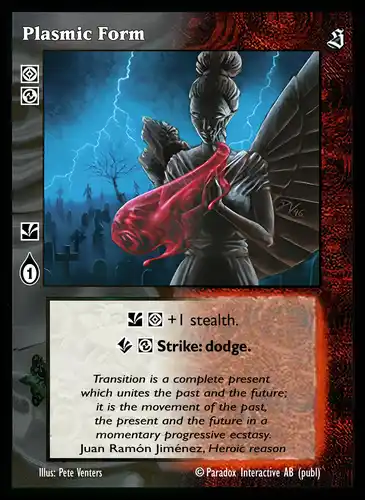 Plasmic Form
1
+1 stealth.
Strike: dodge.
Transition is a complete present
which unites the past and the future;
it is the movement of the past,
the present and the future in a
momentary progressive ecstasy.
Juan Ramón Jiménez, Heroic reason
Illus: Pete Venters
© Paradox Interactive AB (publ)